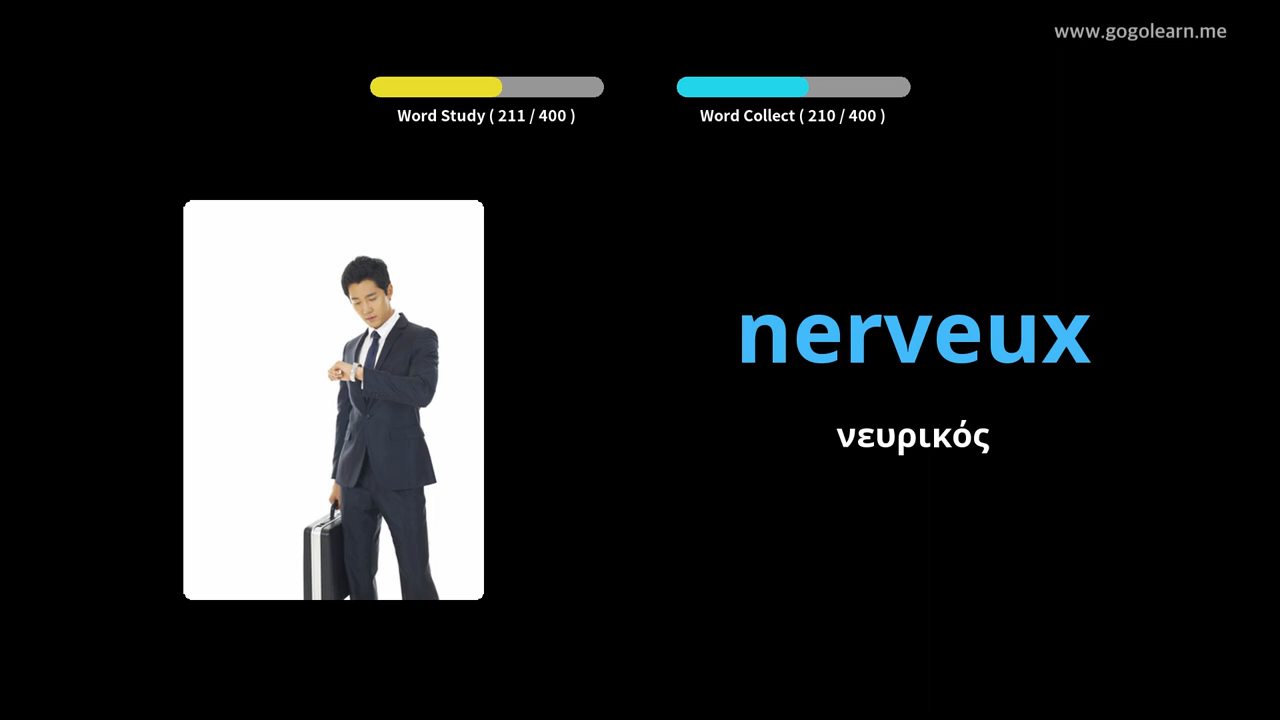 www.gogolearn.me
Word Study ( 211 / 400 )
Word Collect ( 210 / 400 )
nerveux
νευρικός